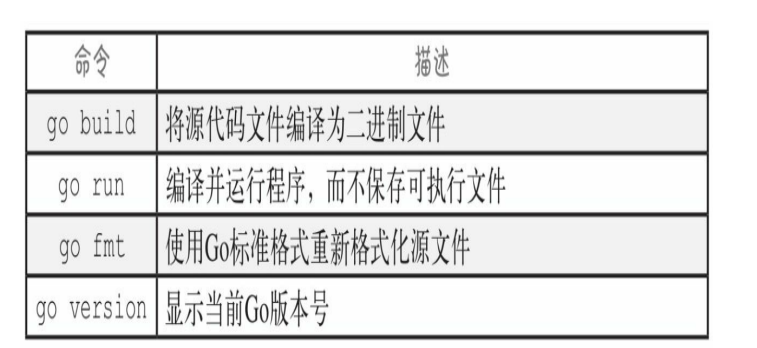 命令 描述
go build 将源代码文件编译为二进制文件
go run 编译并运行程序，而不保存可执行文件
go fmt 使用Go标准格式重新格式化源文件
go version 显示当前Go版本号